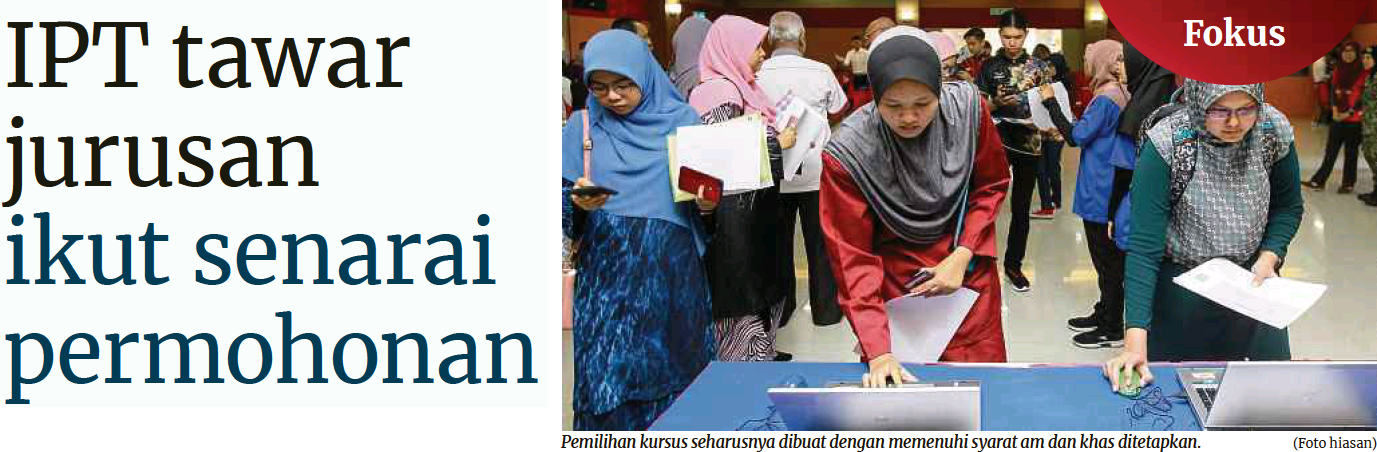 IPT tawar
jurusan
ikut senarai
permohonan
Fokus
Pemilihan kursus seharusnya dibuat dengan memenuhi syarat am dan khas ditetapkan.
(Foto hiasan)